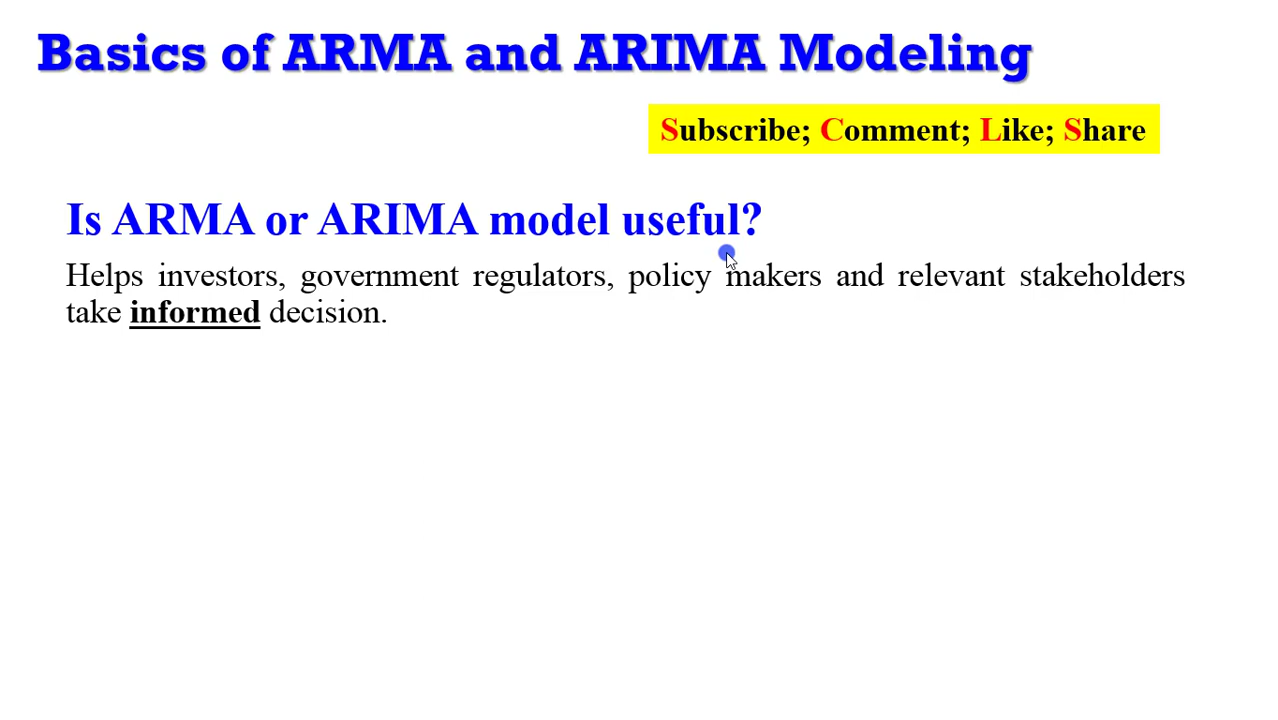 Basics of ARMA and ARIMA Modeling
Subscribe; Comment; Like; Share
Is ARMA or ARIMA model useful?
Helps investors, government regulators, policy makers and relevant stakeholders
take informed decision.